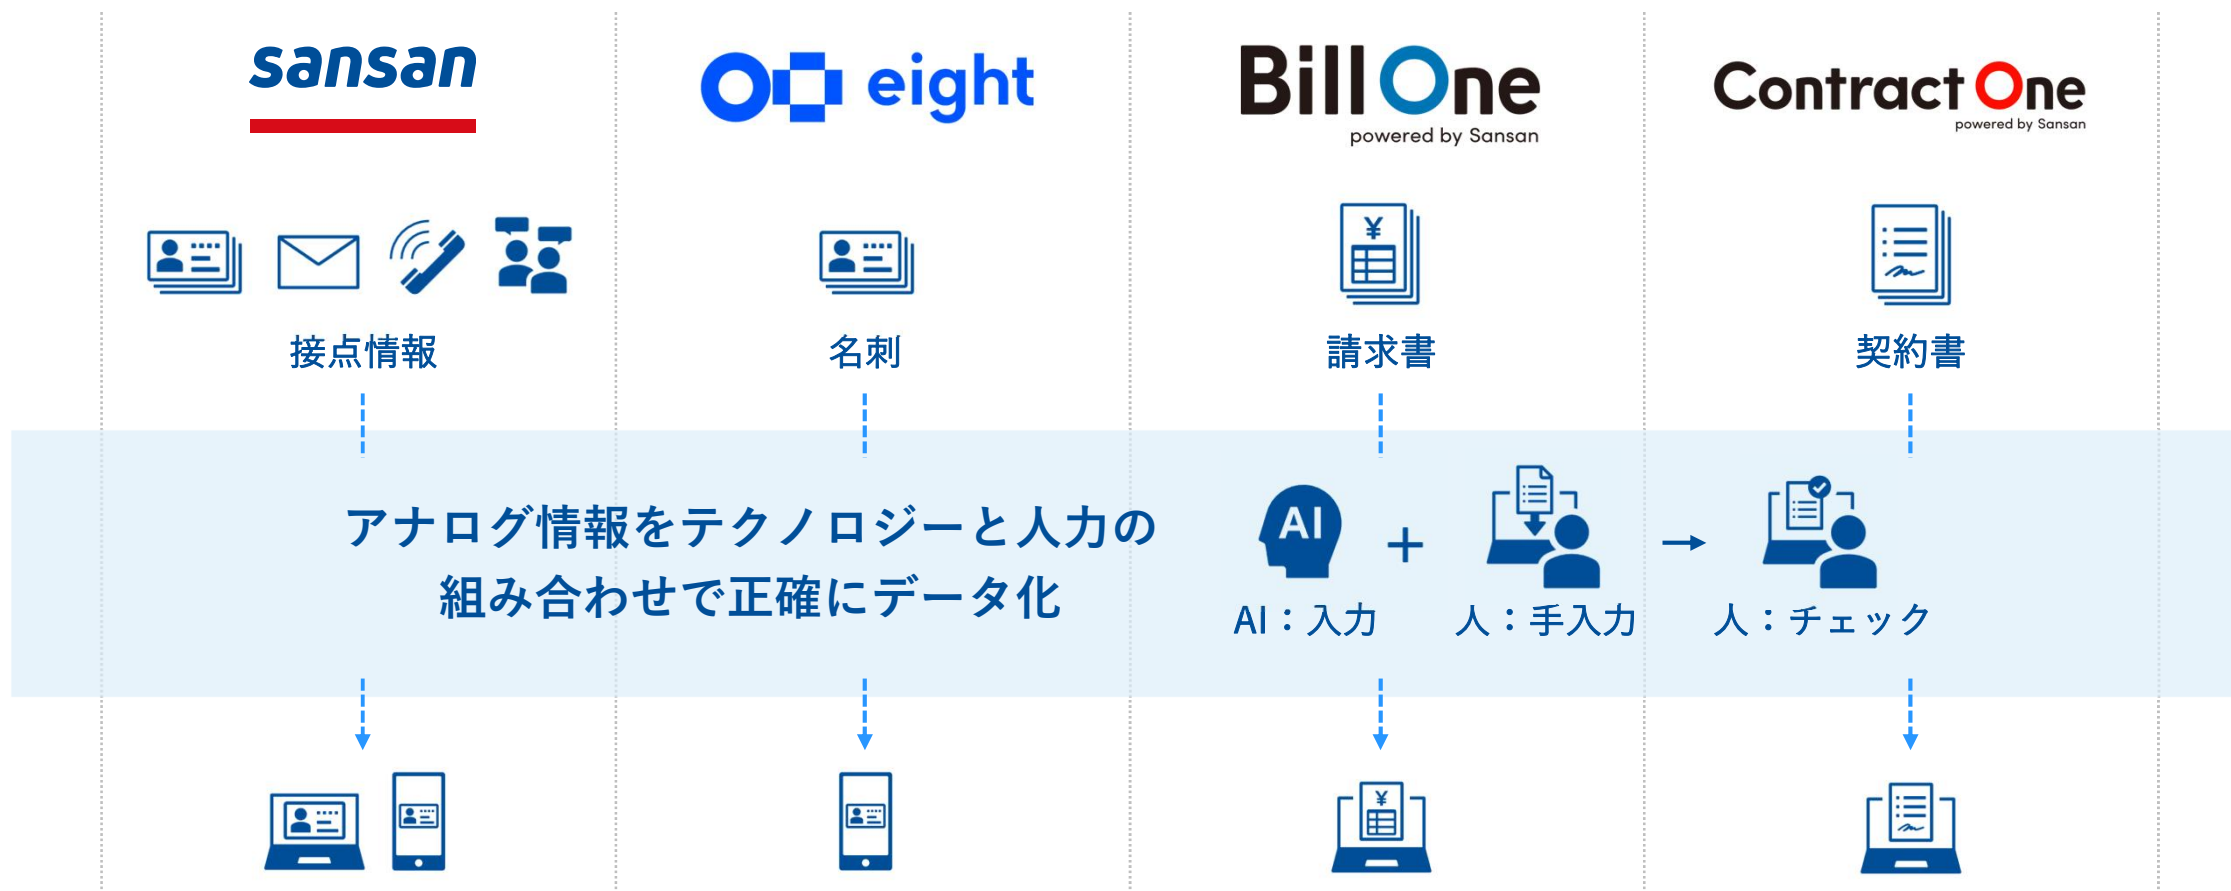 sansan
eight
Bill One
powered by Sansan
Contract One
powered by Sansan
¥
接点情報
名刺
請求書
契約書
アナログ情報をテクノロジーと人力の
組み合わせで正確にデータ化
AI
+
AI：入力
人：手入力
人：チェック
¥